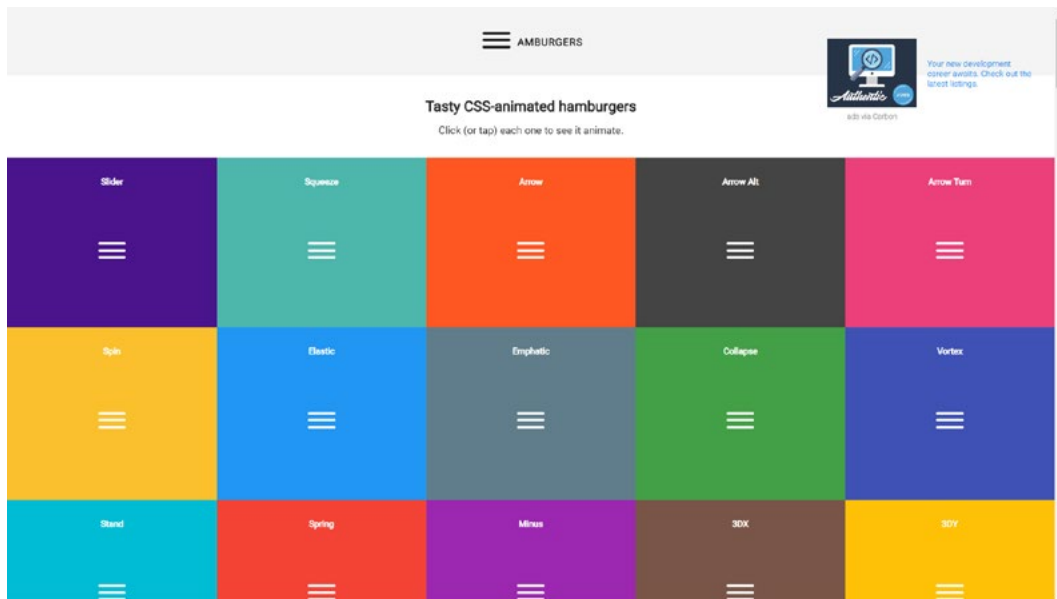 AMBURGERS
Authentic
Your new development
career awaits. Check out the
latest listings.
ads via Carbon
Tasty CSS-animated hamburgers
Click (or tap) each one to see it animate.
Slider
Squeeze
Arrow
Arrow Alt
Arrow Turn
Spin
Elastic
Emphatic
Collapse
Vortex
Stand
Spring
Minus
3DX
3DY